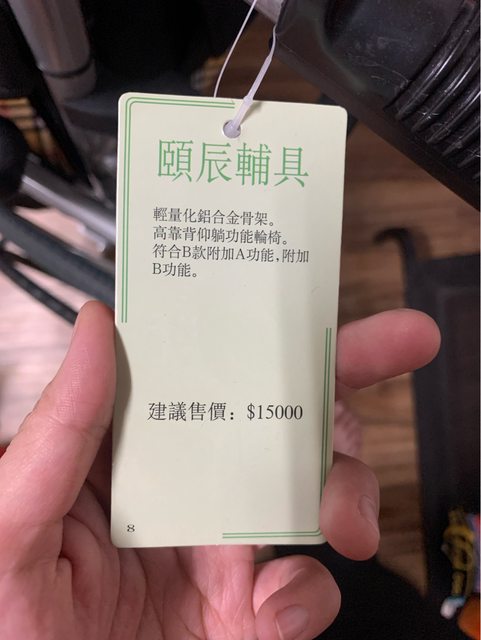 頤辰輔具
輕量化鋁合金骨架。
高靠背仰躺功能輪椅。
符合B款附加A功能,附加
B功能。
建議售價：$15000
8